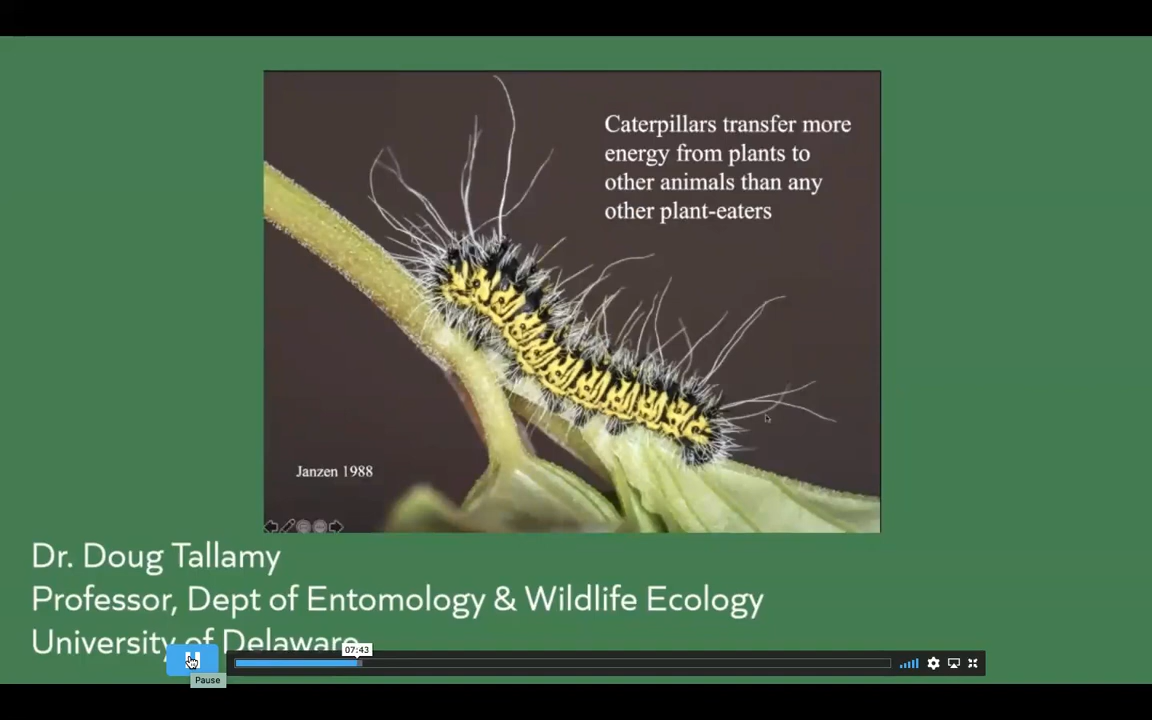 Caterpillars transfer more
energy from plants to
other animals than any
other plant-eaters
Janzen 1988
Dr. Doug Tallamy
Professor, Dept of Entomology & Wildlife Ecology
University of Delaware
07:43
Pause